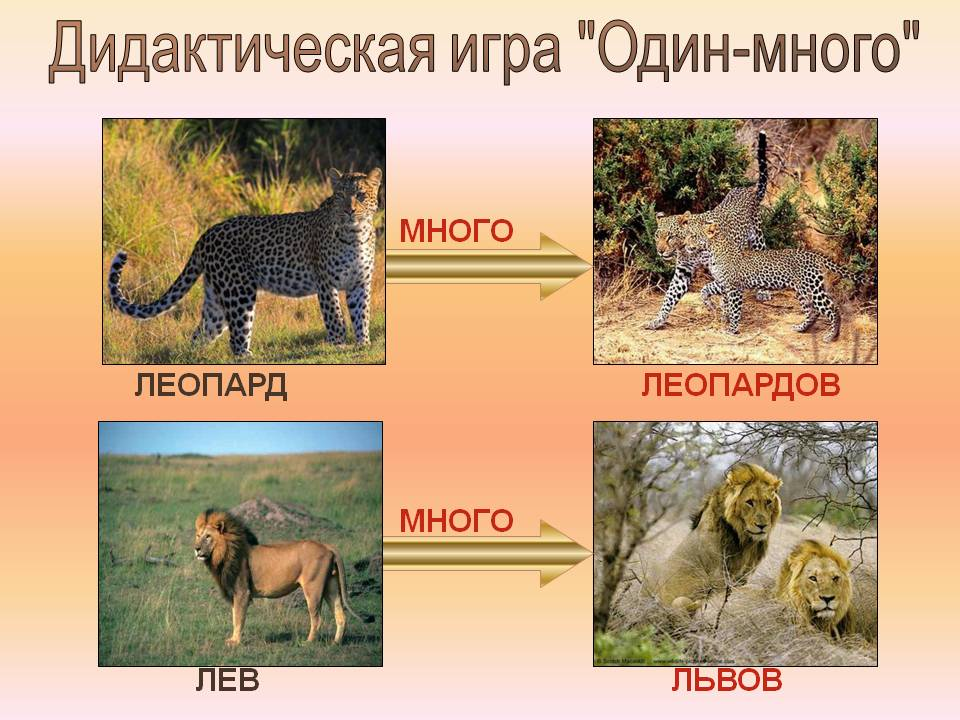 Дидактическая игра "Один-много"
МНОГО
ЛЕОПАРД ЛЕОПАРДОВ
МНОГО
ЛЕВ ЛЬВОВ